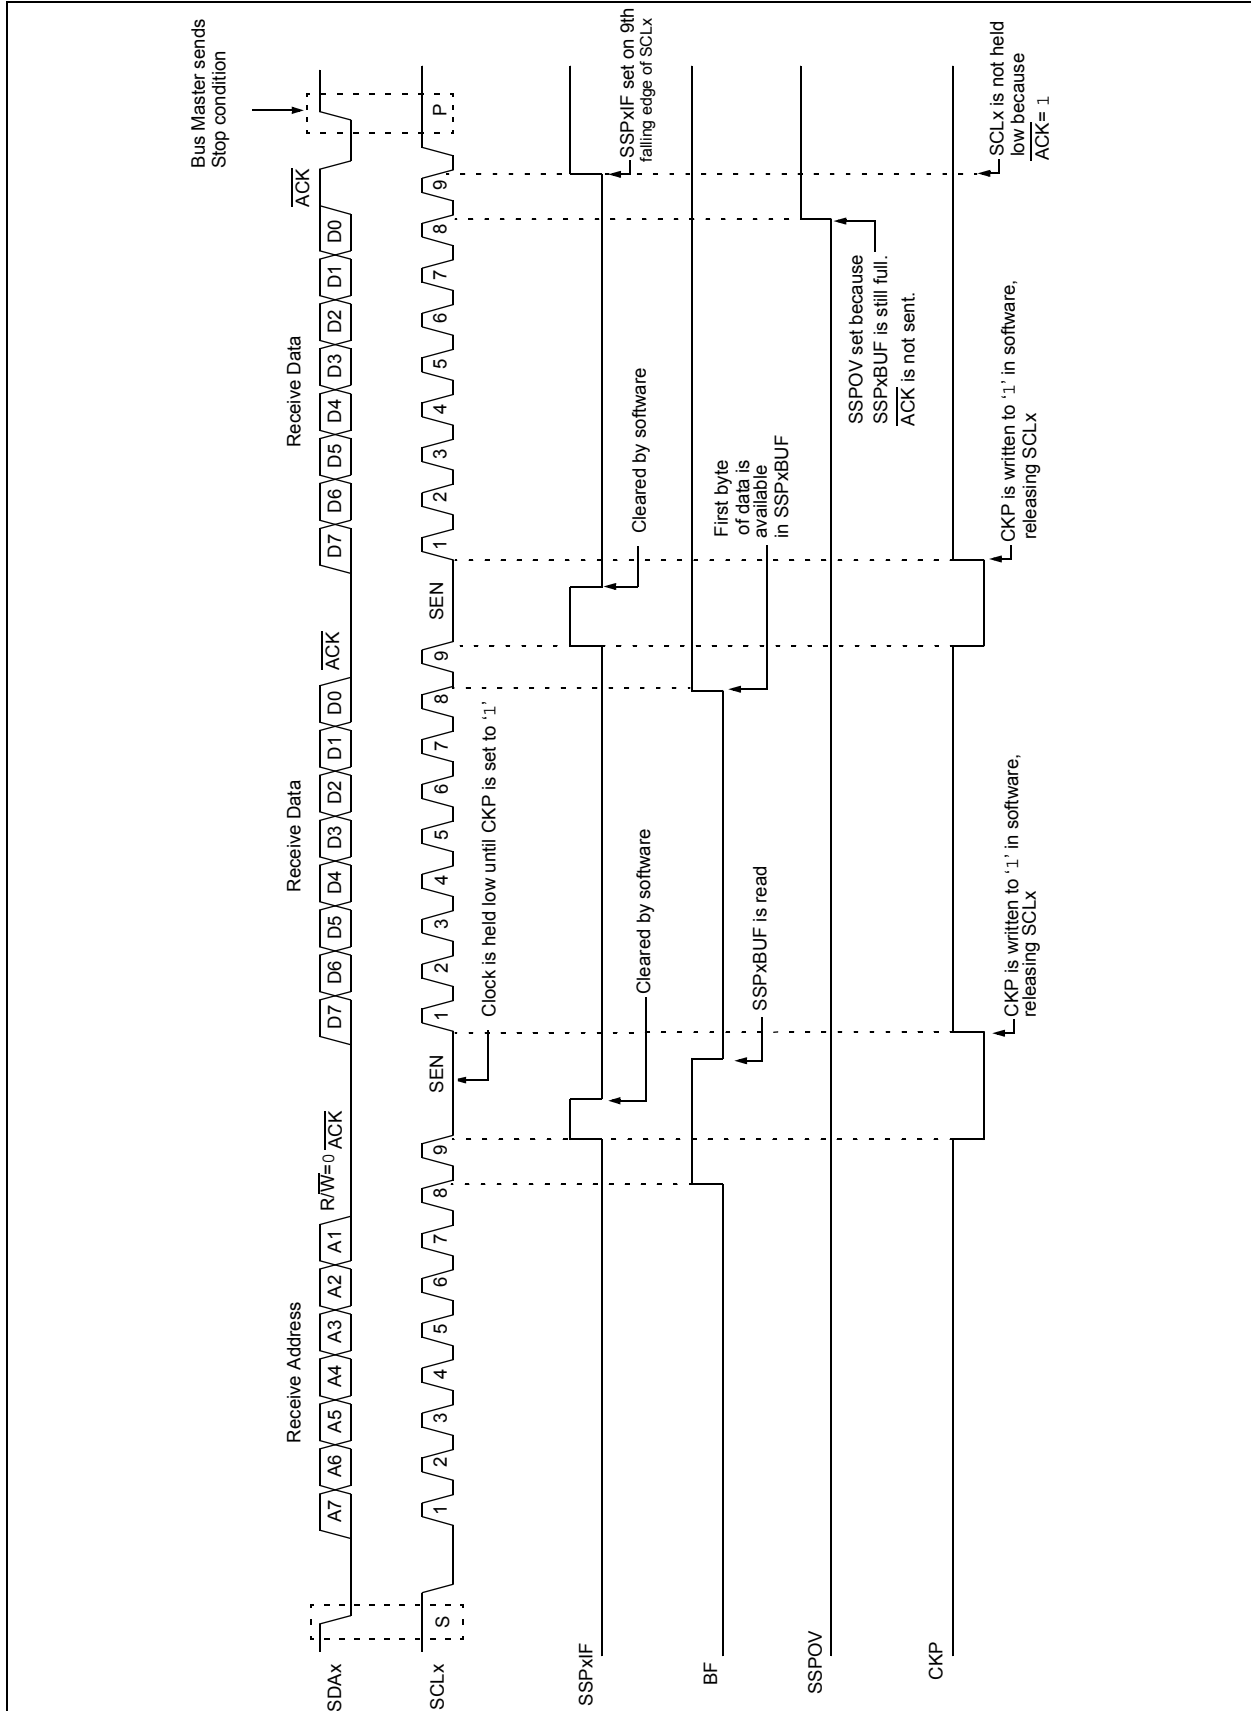 Bus Master sends
Stop condition
Receive Address
Receive Data
Receive Data
SDAx
A7
A6
A5
A4
A3
A2
A1
R/W=0
ACK
D7
D6
D5
D4
D3
D2
D1
D0
ACK
D7
D6
D5
D4
D3
D2
D1
D0
ACK
SCLx
S
1
2
3
4
5
6
7
8
9
SEN
1
2
3
4
5
6
7
8
9
SEN
1
2
3
4
5
6
7
8
9
P
Clock is held low until CKP is set to ‘1’
SSPxIF
Cleared by software
Cleared by software
SSPxIF set on 9th
falling edge of SCLx
BF
SSPxBUF is read
First byte
of data is
available
in SSPxBUF
SSPOV
SSPOV set because
SSPxBUF is still full.
ACK is not sent.
CKP
CKP is written to ‘1’ in software,
releasing SCLx
CKP is written to ‘1’ in software,
releasing SCLx
SCLx is not held
low because
ACK= 1